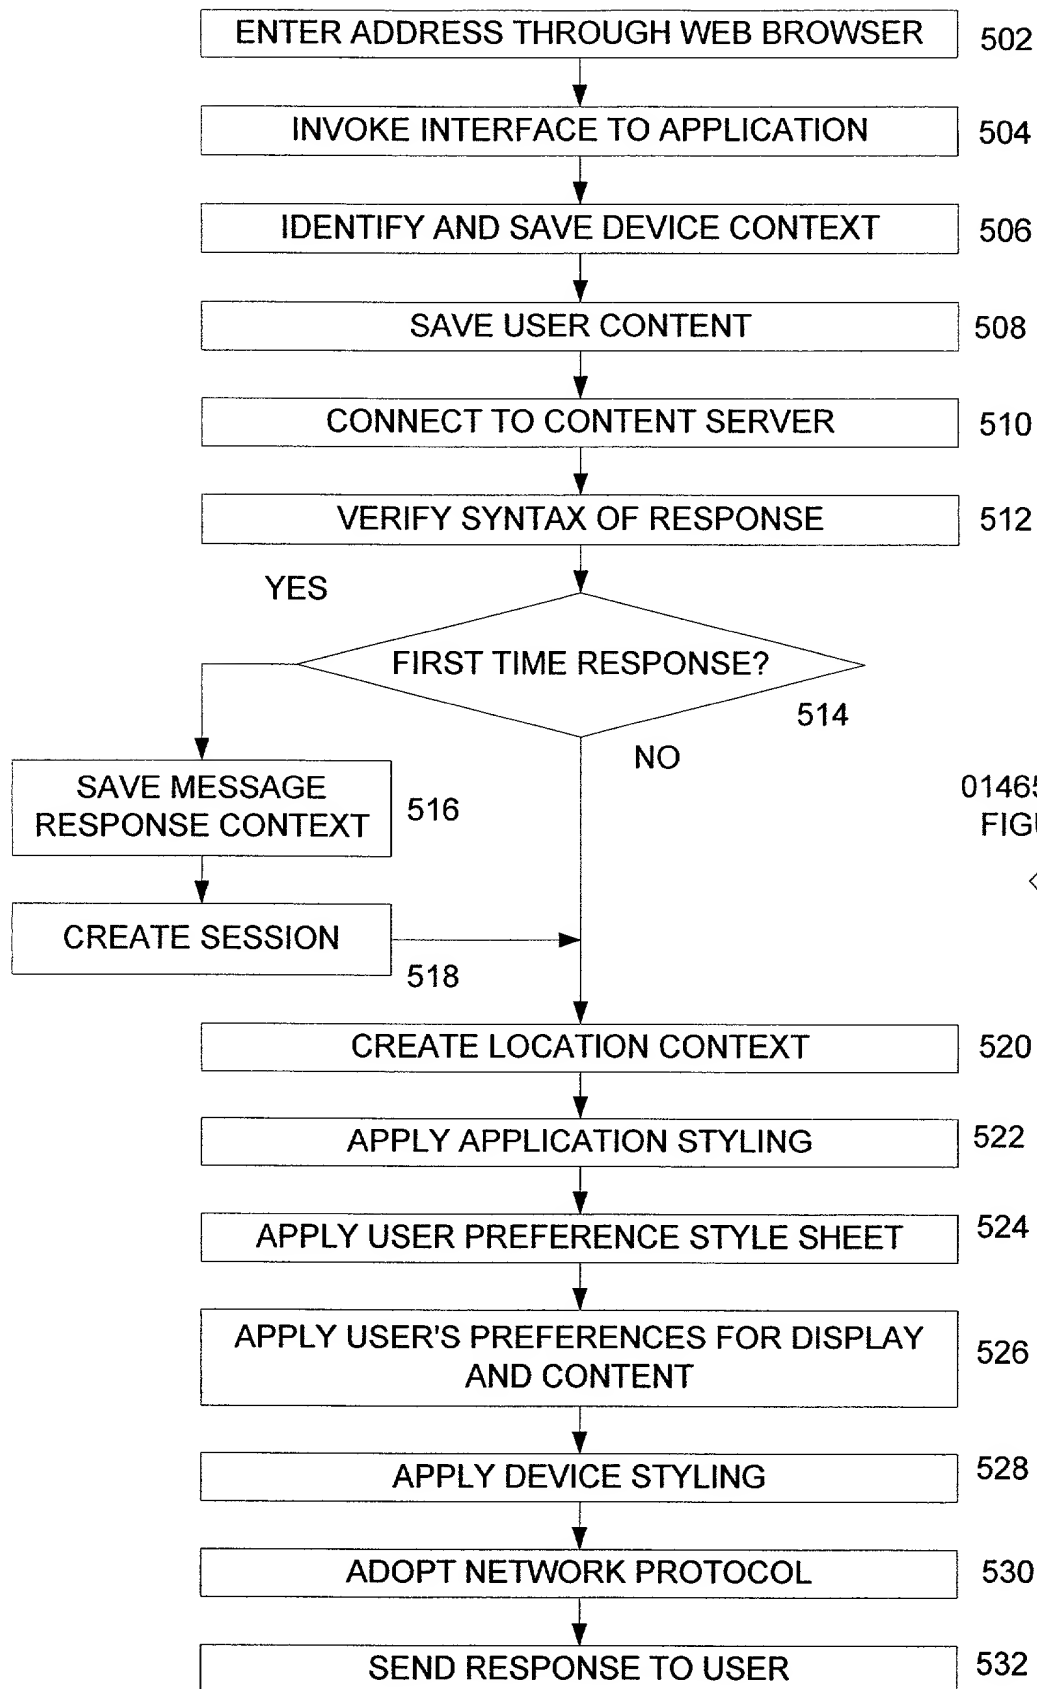 ENTER ADDRESS THROUGH WEB BROWSER 502
INVOKE INTERFACE TO APPLICATION 504
IDENTIFY AND SAVE DEVICE CONTEXT 506
SAVE USER CONTENT 508
CONNECT TO CONTENT SERVER 510
VERIFY SYNTAX OF RESPONSE 512
YES
FIRST TIME RESPONSE?
514
NO
SAVE MESSAGE
RESPONSE CONTEXT
516
01465
CREATE SESSION
518
CREATE LOCATION CONTEXT 520
APPLY APPLICATION STYLING 522
APPLY USER PREFERENCE STYLE SHEET 524
APPLY USER'S PREFERENCES FOR DISPLAY
AND CONTENT
526
APPLY DEVICE STYLING 528
ADOPT NETWORK PROTOCOL 530
SEND RESPONSE TO USER 532